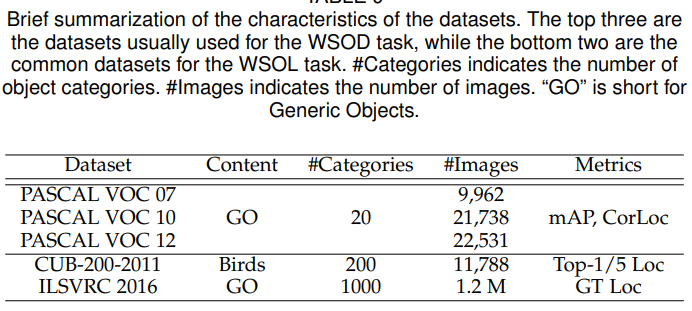 Brief summarization of the characteristics of the datasets. The top three are
the datasets usually used for the WSOD task, while the bottom two are the
common datasets for the WSOL task. #Categories indicates the number of
object categories. #Images indicates the number of images. “GO” is short for
Generic Objects.
Dataset Content #Categories #Images Metrics
PASCAL VOC 07 9,962
PASCAL VOC 10 GO 20 21,738 mAP, CorLoc
PASCAL VOC 12 22,531
CUB-200-2011 Birds 200 11,788 Top-1/5 Loc
ILSVRC 2016 GO 1000 1.2 M GT Loc